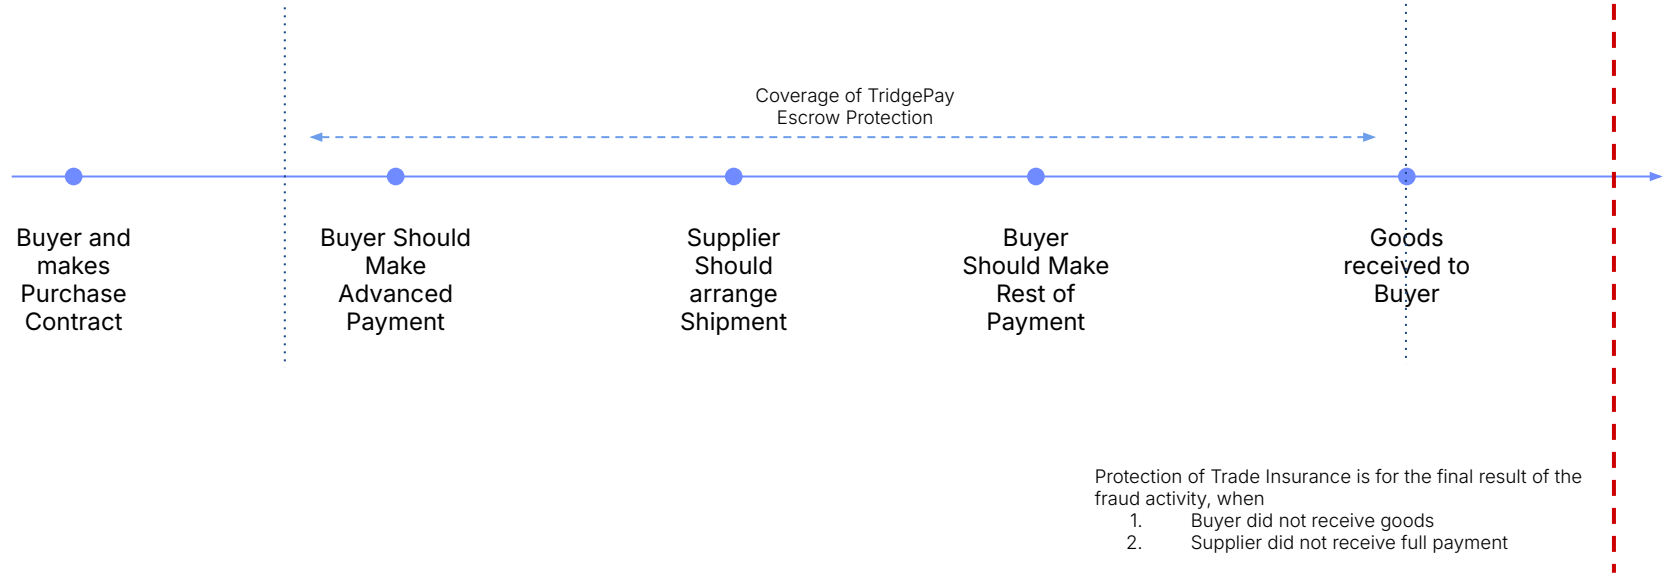 Coverage of TridgePay
Escrow Protection
Buyer and
makes
Purchase
Contract
Buyer Should
Make
Advanced
Payment
Supplier
Should
arrange
Shipment
Buyer
Should Make
Rest of
Payment
Goods
received to
Buyer
Protection of Trade Insurance is for the final result of the
fraud activity, when
1. Buyer did not receive goods
2. Supplier did not receive full payment